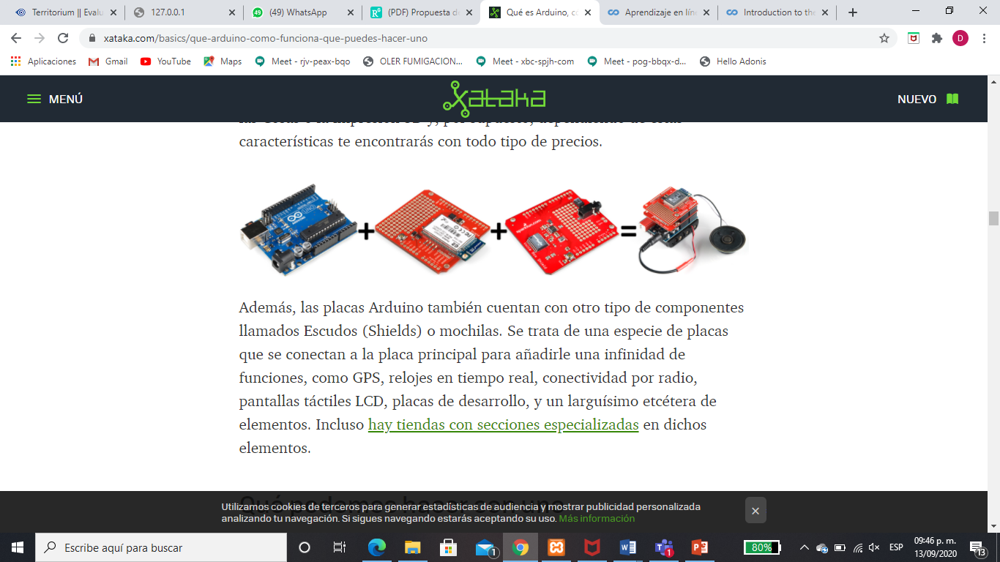 Territorium || Evalu
127.0.0.1
(49) WhatsApp
(PDF) Propuesta de
Qué es Arduino, có
Aprendizaje en líne
Introduction to the
xataka.com/basics/que-arduino-como-funciona-que-puedes-hacer-uno
D
Aplicaciones
Gmail
YouTube
Maps
Meet - rjv-peax-bqo
OLER FUMIGACION...
Meet - xbc-spjh-com
Meet - pog-bbqx-d...
Hello Adonis
MENÚ
xataka
NUEVO
características te encontrarás con todo tipo de precios.
Además, las placas Arduino también cuentan con otro tipo de componentes
llamados Escudos (Shields) o mochilas. Se trata de una especie de placas
que se conectan a la placa principal para añadirle una infinidad de
funciones, como GPS, relojes en tiempo real, conectividad por radio,
pantallas táctiles LCD, placas de desarrollo, y un larguísimo etcétera de
elementos. Incluso hay tiendas con secciones especializadas en dichos
elementos.
Utilizamos cookies de terceros para generar estadísticas de audiencia y mostrar publicidad personalizada
analizando tu navegación. Si sigues navegando estarás aceptando su uso. Más información
Escribe aquí para buscar
80%
ESP
09:46 p. m.
13/09/2020
13